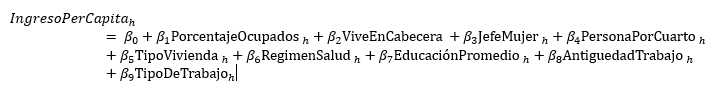 IngresoPerCapita_h
= β_0 + β_1PorcentajeOcupados _h + β_2ViveEnCabecera + β_3JefeMujer _h + β_4PersonaPorCuarto _h
+ β_5TipoVivienda _h + β_6RegimenSalud _h + β_7EducaciónPromedio _h + β_8AntiguedadTrabajo _h
+ β_9TipoDeTrabajo_h